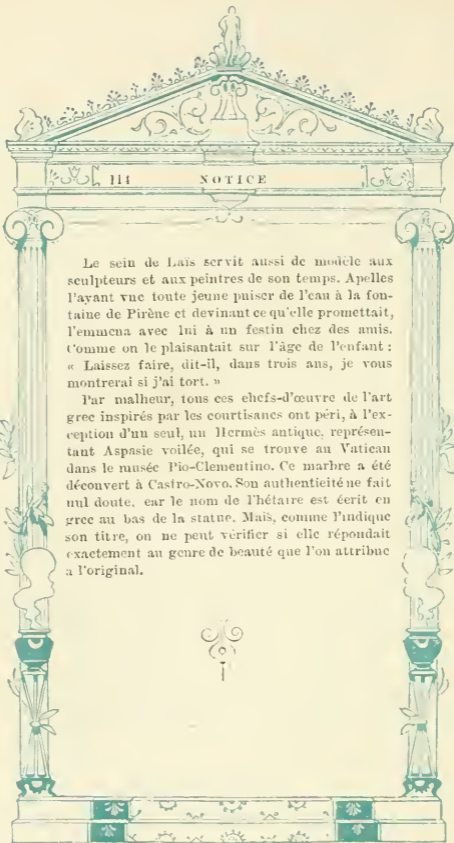 114 NOTICE
Le sein de Laïs servit aussi de modèle aux
sculpteurs et aux peintres de son temps. Apelles
l'ayant vue toute jeune puiser de l'eau à la fon-
taine de Pirène et devinant ce qu'elle promettait,
l'emmena avec lui à un festin chez des amis.
Comme on le plaisantait sur l'âge de l'enfant :
« Laissez faire, dit-il, dans trois ans, je vous
montrerai si j'ai tort. »
Par malheur, tous ces chefs-d'œuvre de l'art
grec inspirés par les courtisanes ont péri, à l'ex-
ception d'un seul, un Hermès antique, représen-
tant Aspasie voilée, qui se trouve au Vatican
dans le musée Pio-Clementino. Ce marbre a été
découvert à Castro-Novo. Son authenticité ne fait
nul doute, car le nom de l'hétaïre est écrit en
grec au bas de la statue. Mais, comme l'indique
son titre, on ne peut vérifier si elle répondait
exactement au genre de beauté que l'on attribue
a l'original.